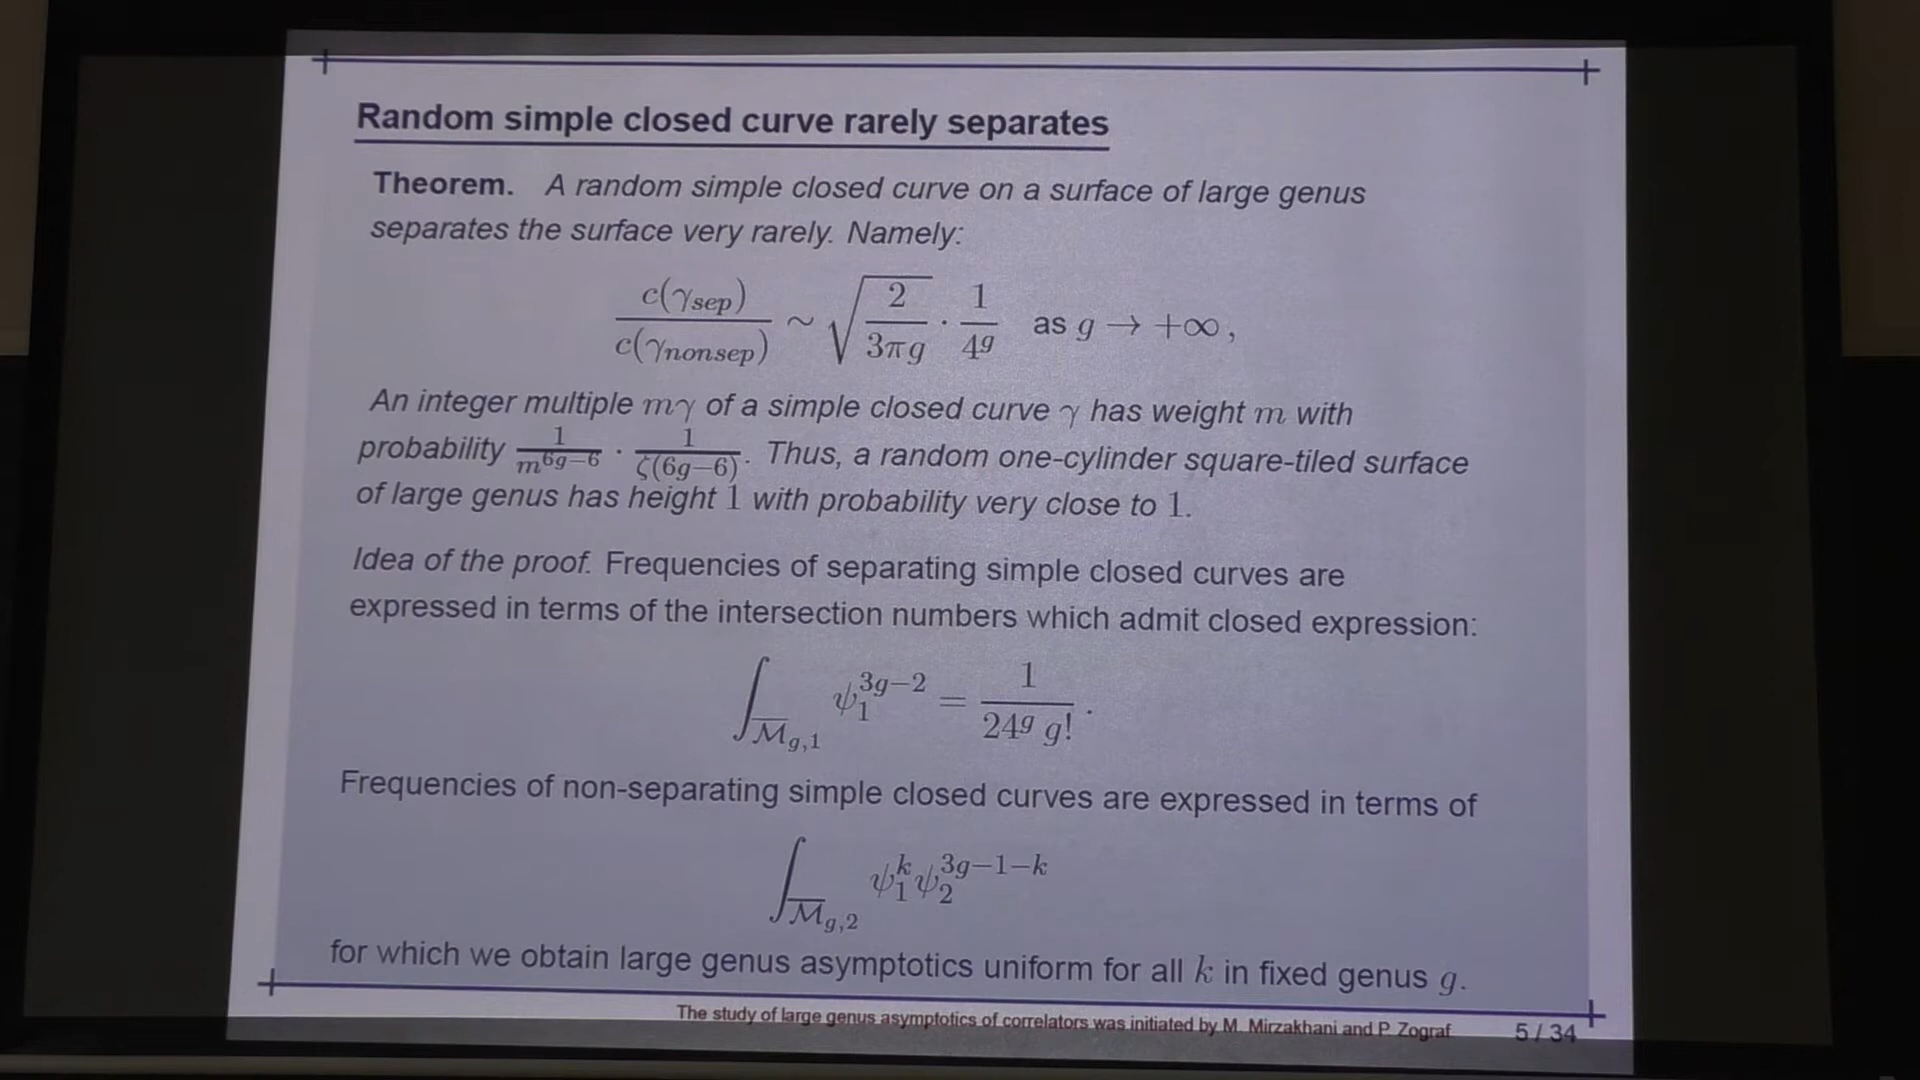 Random simple closed curve rarely separates
Theorem. A random simple closed curve on a surface of large genus
separates the surface very rarely. Namely:
c(γ_sep) / c(γ_nonsep) ∼ √(2/(3πg)) · 1/4^g as g → +∞,
An integer multiple mγ of a simple closed curve γ has weight m with
probability 1/m^{6g−6} · 1/ζ(6g−6). Thus, a random one-cylinder square-tiled surface
of large genus has height 1 with probability very close to 1.
Idea of the proof. Frequencies of separating simple closed curves are
expressed in terms of the intersection numbers which admit closed expression:
∫_{\overline{M}_{g,1}} ψ_1^{3g−2} = 1/(24^g g!).
Frequencies of non-separating simple closed curves are expressed in terms of
∫_{\overline{M}_{g,2}} ψ_1^k ψ_2^{3g−1−k}
for which we obtain large genus asymptotics uniform for all k in fixed genus g.
The study of large genus asymptotics of correlators was initiated by M. Mirzakhani and P. Zograf.
5 / 34